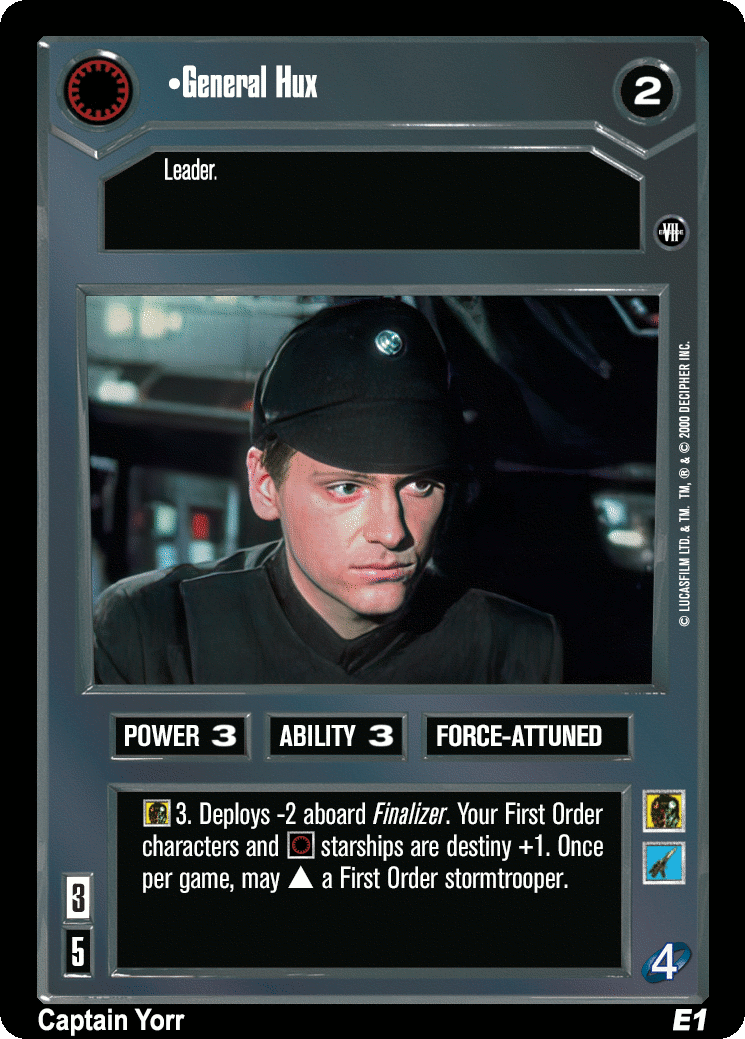 •General Hux
2
Leader.
EPISODE
VII
© LUCASFILM LTD. & TM. TM, ® & © 2000 DECIPHER INC.
POWER 3
ABILITY 3
FORCE-ATTUNED
3. Deploys -2 aboard Finalizer. Your First Order
characters and starships are destiny +1. Once
per game, may ▲ a First Order stormtrooper.
3
5
4
Captain Yorr
E1